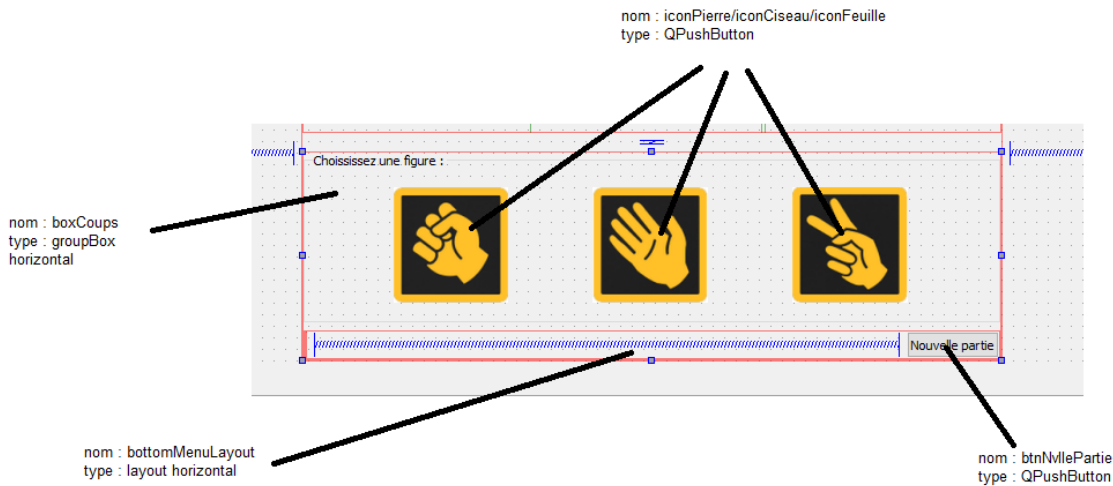 nom : iconPierre/iconCiseau/iconFeuille
type : QPushButton
Choississez une figure :
nom : boxCoups
type : groupBox
horizontal
Nouvelle partie
nom : bottomMenuLayout
type : layout horizontal
nom : btnNvllePartie
type : QPushButton